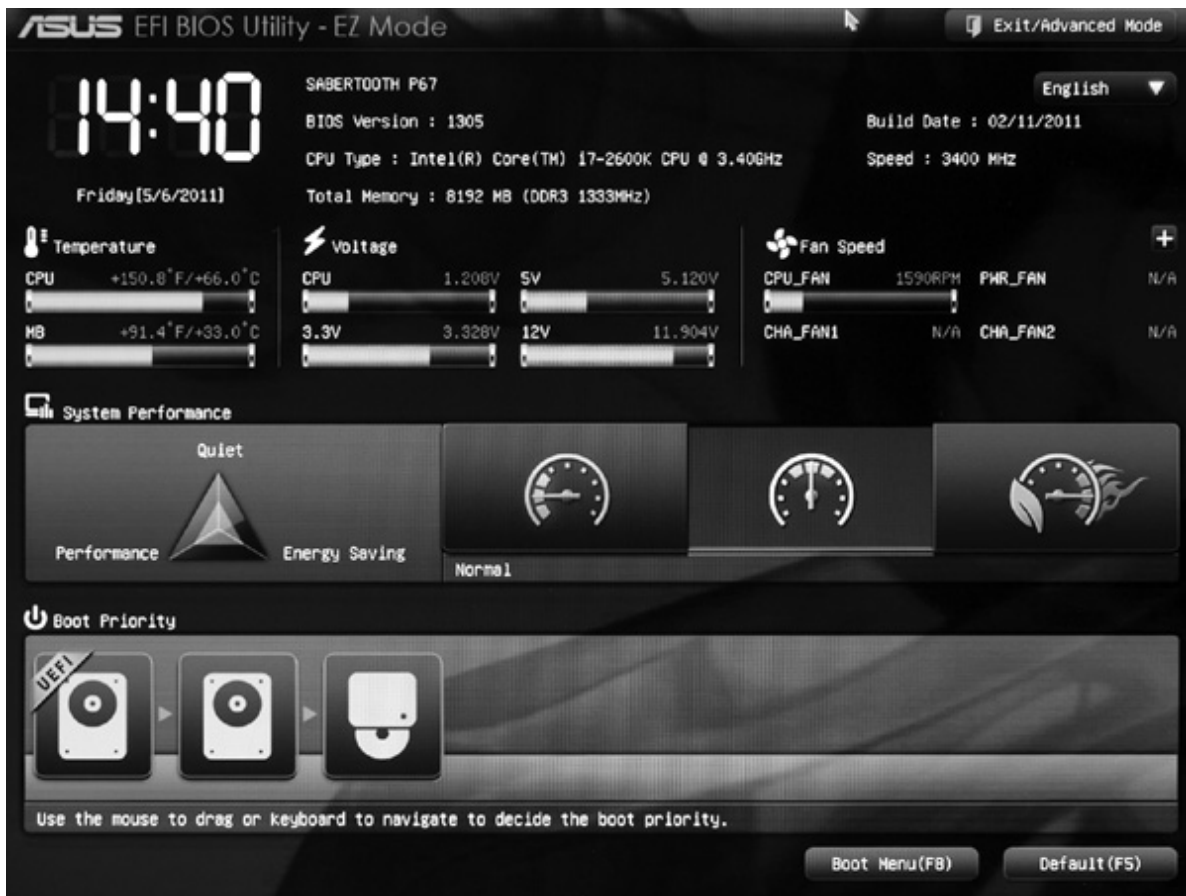 ASUS EFI BIOS Utility - EZ Mode
Exit/Advanced Mode
14:40
Friday[5/6/2011]
SABERTOOTH P67
English
BIOS Version : 1305
Build Date : 02/11/2011
CPU Type : Intel(R) Core(TM) i7-2600K CPU @ 3.40GHz
Speed : 3400 MHz
Total Memory : 8192 MB (DDR3 1333MHz)
Temperature
CPU +150.8°F/+66.0°C
MB +91.4°F/+33.0°C
Voltage
CPU 1.208V 5V 5.120V
3.3V 3.328V 12V 11.904V
Fan Speed
CPU_FAN 1590RPM PWR_FAN N/A
CHA_FAN1 N/A CHA_FAN2 N/A
System Performance
Quiet
Performance
Energy Saving
Normal
Boot Priority
UEFI
Use the mouse to drag or keyboard to navigate to decide the boot priority.
Boot Menu(F8)
Default(F5)